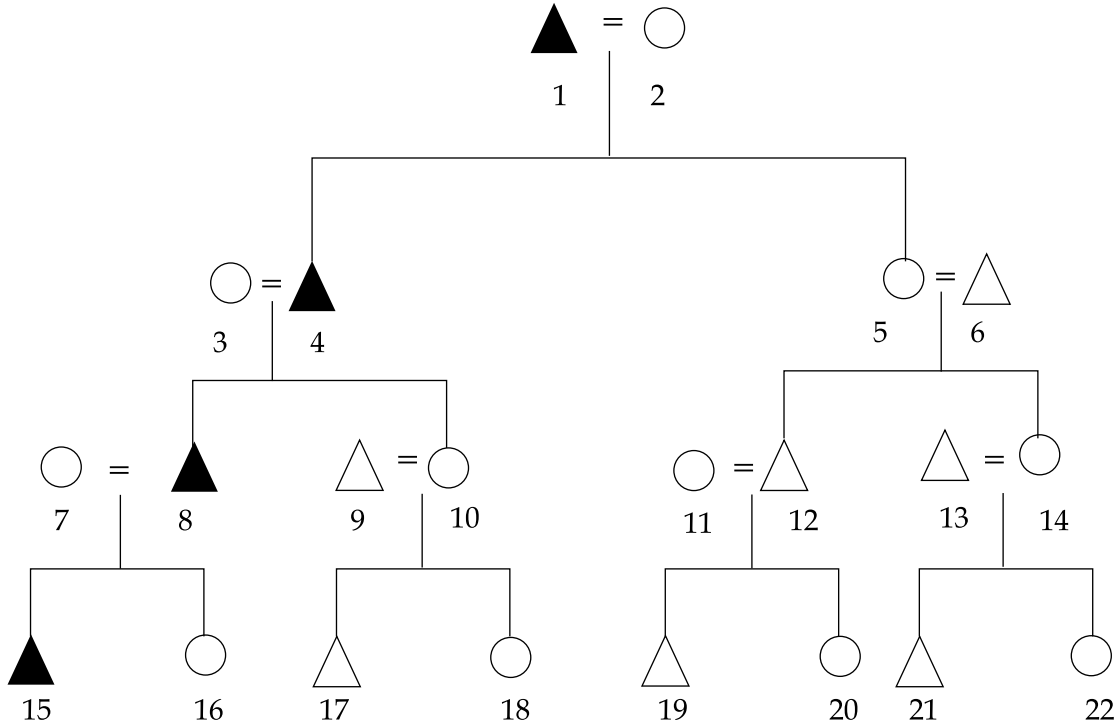 =
1 2
= =
3 4 5 6
= = = =
7 8 9 10 11 12 13 14
15 16 17 18 19 20 21 22